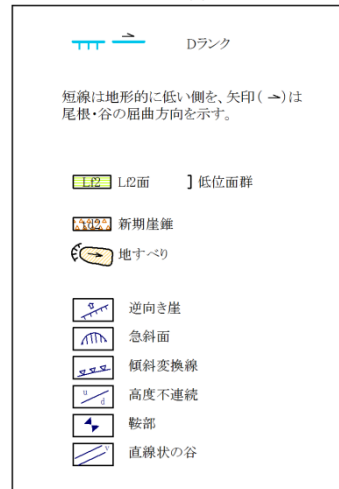 Dランク
短線は地形的に低い側を、矢印(→)は
尾根・谷の屈曲方向を示す。
Lf2 Lf2面 ]低位面群
新期崖錐
地すべり
逆向き崖
急斜面
傾斜変換線
u d 高度不連続
鞍部
v 直線状の谷